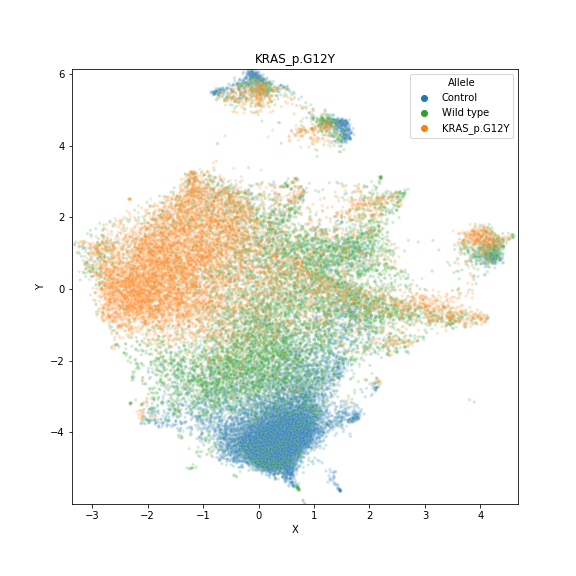 KRAS_p.G12Y
Allele
Control
Wild type
KRAS_p.G12Y
6
4
2
0
−2
−4
Y
−3
−2
−1
0
1
2
3
4
X